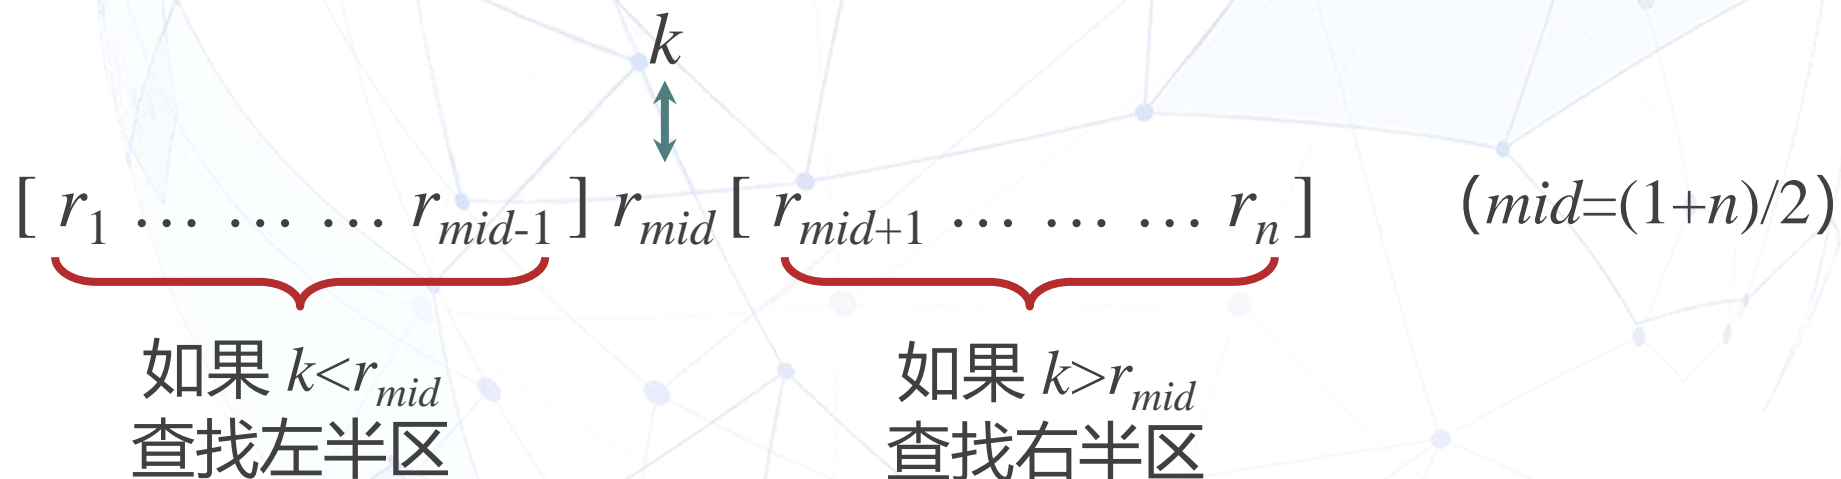 k
[ r1 … … … rmid-1 ] rmid [ rmid+1 … … … rn ] (mid=(1+n)/2)
如果 k<rmid
查找左半区
如果 k>rmid
查找右半区